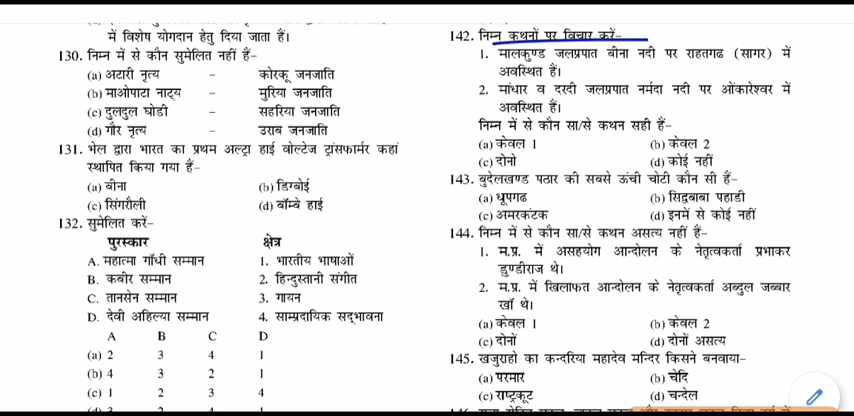 में विशेष योगदान हेतु दिया जाता हैं।
130. निम्न में से कौन सुमेलित नहीं हैं-
(a) अटारी नृत्य - कोरकू जनजाति
(b) माओपाटा नाट्य - मुरिया जनजाति
(c) दुलदुल घोडी - सहरिया जनजाति
(d) गौर नृत्य - उराब जनजाति
131. भेल द्वारा भारत का प्रथम अल्ट्रा हाई वोल्टेज ट्रांसफार्मर कहां
स्थापित किया गया हैं-
(a) बीना (b) डिग्बोई
(c) सिंगरौली (d) बॉम्बे हाई
132. सुमेलित करें-
पुरस्कार क्षेत्र
A. महात्मा गाँधी सम्मान 1. भारतीय भाषाओं
B. कबीर सम्मान 2. हिन्दुस्तानी संगीत
C. तानसेन सम्मान 3. गायन
D. देवी अहिल्या सम्मान 4. साम्प्रदायिक सद्भावना
A B C D
(a) 2 3 4 1
(b) 4 3 2 1
(c) 1 2 3 4
142. निम्न कथनों पर विचार करें-
1. मालकुण्ड जलप्रपात बीना नदी पर राहतगढ (सागर) में
अवस्थित हैं।
2. मांधार व दरदी जलप्रपात नर्मदा नदी पर ओंकारेश्वर में
अवस्थित हैं।
निम्न में से कौन सा/से कथन सही हैं-
(a) केवल 1 (b) केवल 2
(c) दोनो (d) कोई नहीं
143. बुदेलखण्ड पठार की सबसे ऊंची चोटी कौन सी हैं-
(a) धूपगढ (b) सिद्वबाबा पहाडी
(c) अमरकंटक (d) इनमें से कोई नहीं
144. निम्न में से कौन सा/से कथन असत्य नहीं हैं-
1. म.प्र. में असहयोग आन्दोलन के नेतृत्वकर्ता प्रभाकर
डुण्डीराज थे।
2. म.प्र. में खिलाफत आन्दोलन के नेतृत्वकर्ता अब्दुल जब्बार
खाँ थे।
(a) केवल 1 (b) केवल 2
(c) दोनों (d) दोनों असत्य
145. खजुराहो का कन्दरिया महादेव मन्दिर किसने बनवाया-
(a) परमार (b) चेदि
(c) राष्ट्रकूट (d) चन्देल